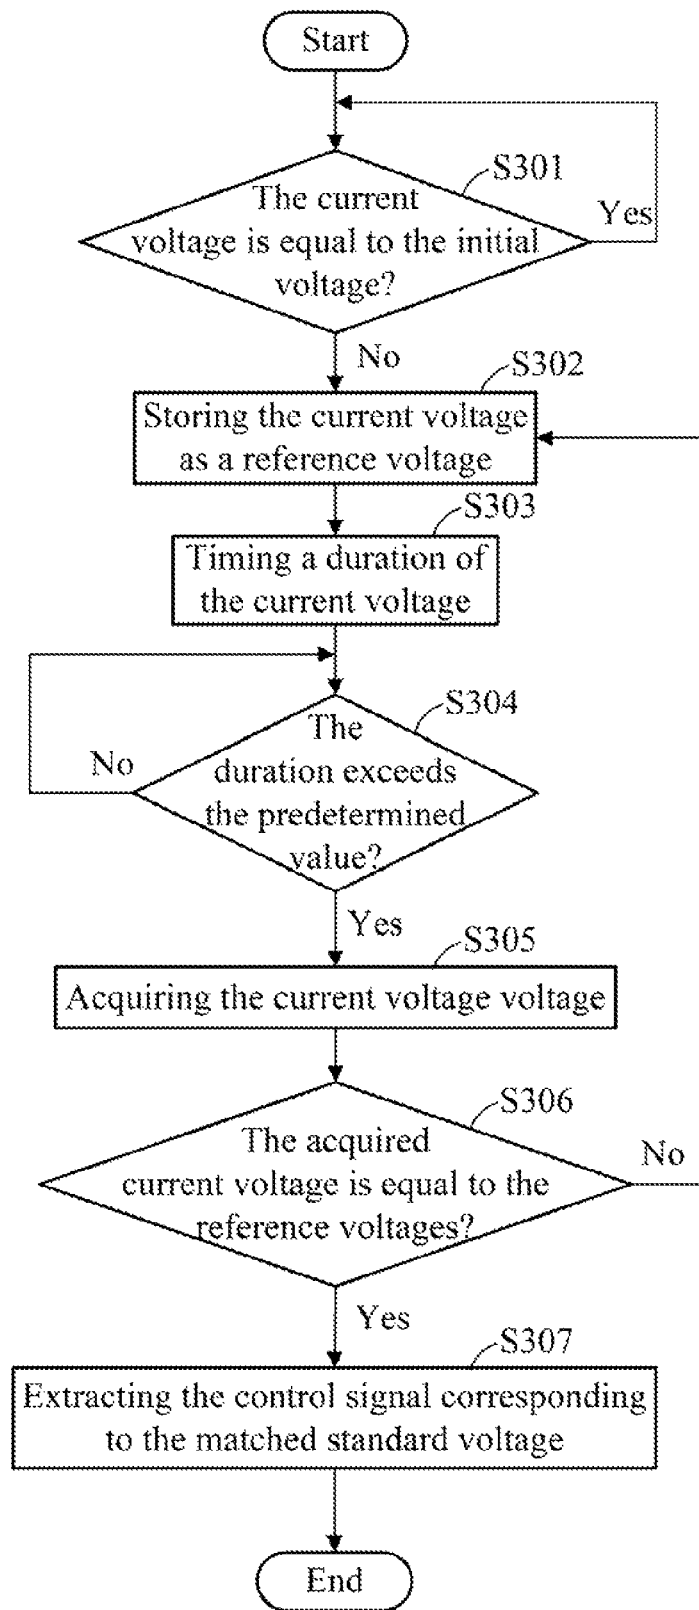 Start
S301
The current
voltage is equal to the initial
voltage?
Yes
No
S302
Storing the current voltage
as a reference voltage
S303
Timing a duration of
the current voltage
S304
The
duration exceeds
the predetermined
value?
No
Yes
S305
Acquiring the current voltage voltage
S306
The acquired
current voltage is equal to the
reference voltages?
No
Yes
S307
Extracting the control signal corresponding
to the matched standard voltage
End